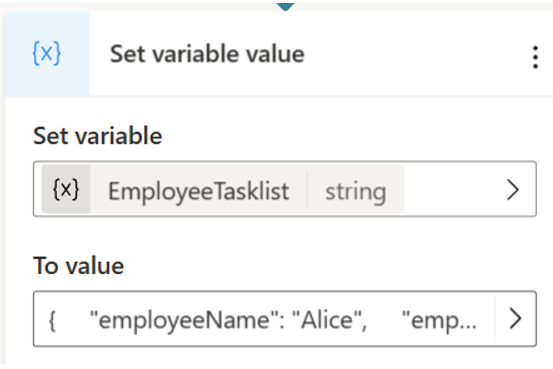 {x} Set variable value
Set variable
{x} EmployeeTasklist string
To value
{ "employeeName": "Alice", "emp...